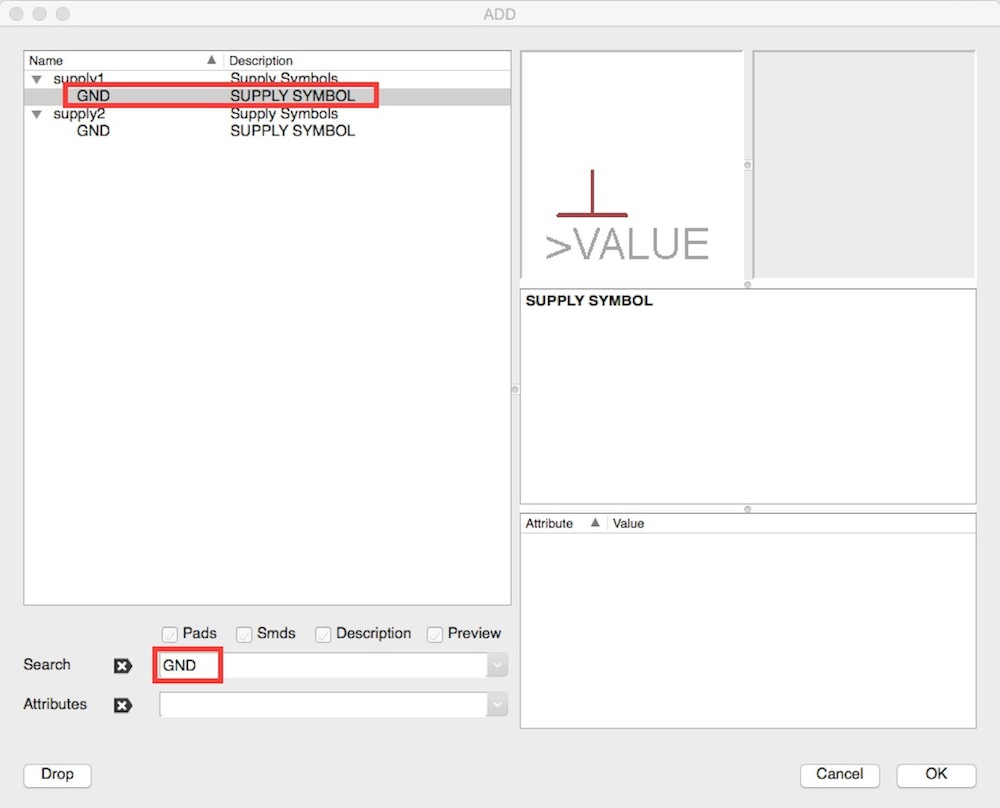 ADD
Name Description
supply1 Supply Symbols
GND SUPPLY SYMBOL
supply2 Supply Symbols
GND SUPPLY SYMBOL
>VALUE
SUPPLY SYMBOL
Attribute Value
Pads Smds Description Preview
Search GND
Attributes
Drop Cancel OK